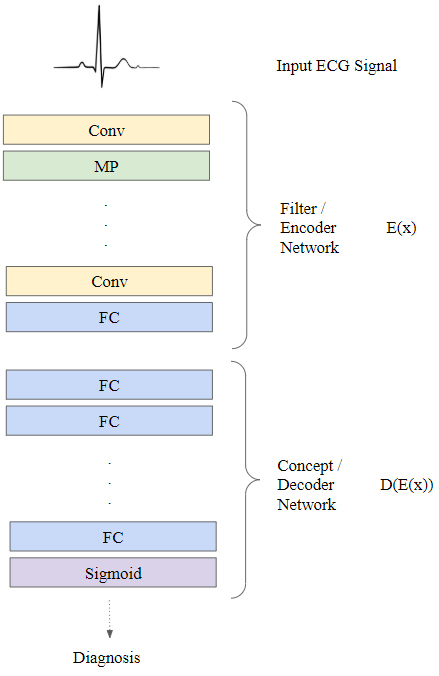 Input ECG Signal
Conv
MP
Filter /
Encoder E(x)
Network
Conv
FC
FC
FC
Concept /
Decoder D(E(x))
Network
FC
Sigmoid
Diagnosis